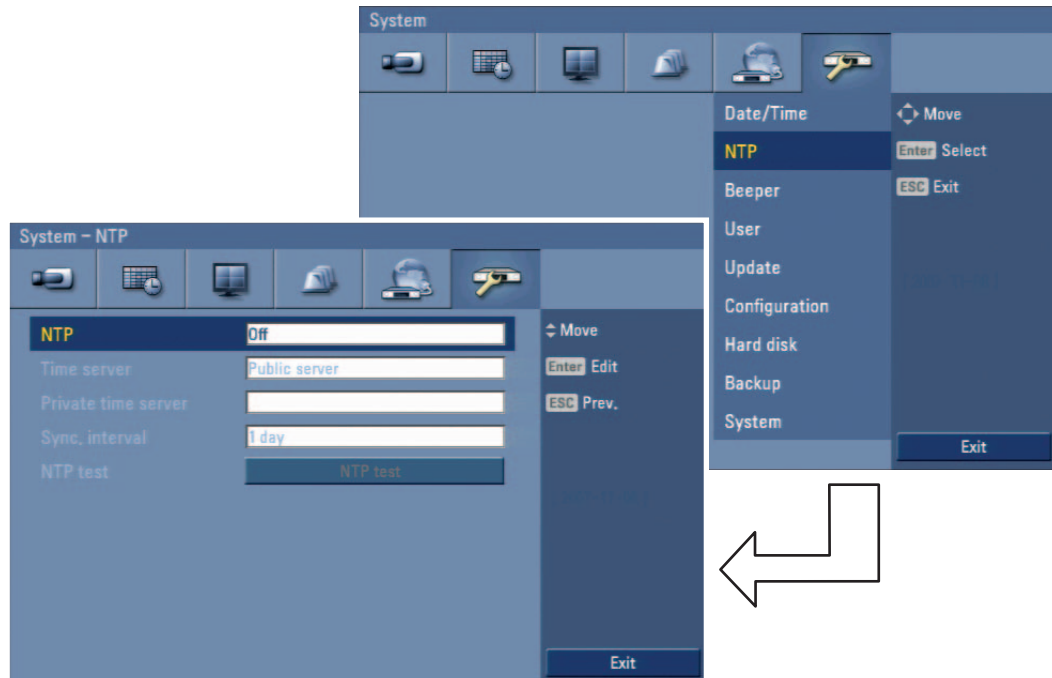 System
Date/Time
NTP
Beeper
User
Update
Configuration
Hard disk
Backup
System
Move
Enter Select
ESC Exit
Exit
System – NTP
NTP Off
Time server Public server
Private time server
Sync. interval 1 day
NTP test NTP test
Move
Enter Edit
ESC Prev.
Exit